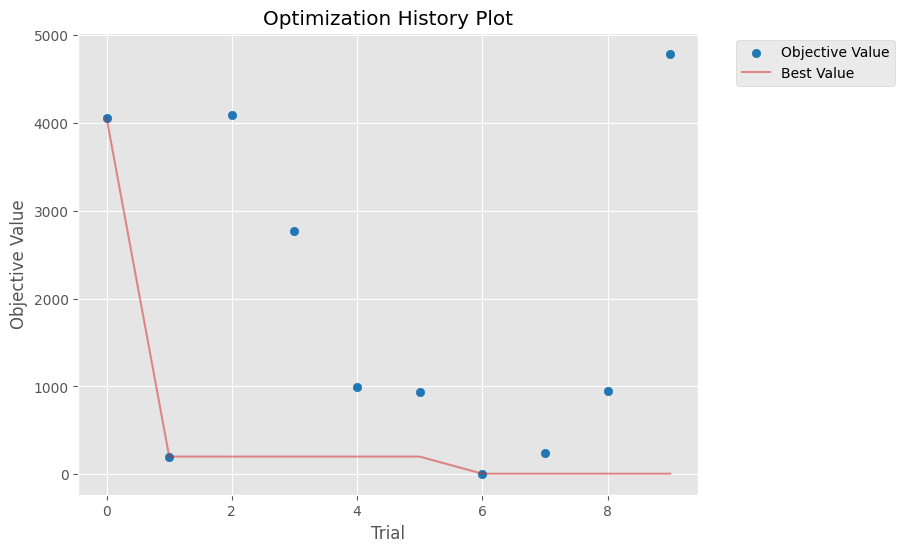 Optimization History Plot
Objective Value
Best Value
5000
4000
3000
2000
1000
0
Objective Value
0 2 4 6 8
Trial